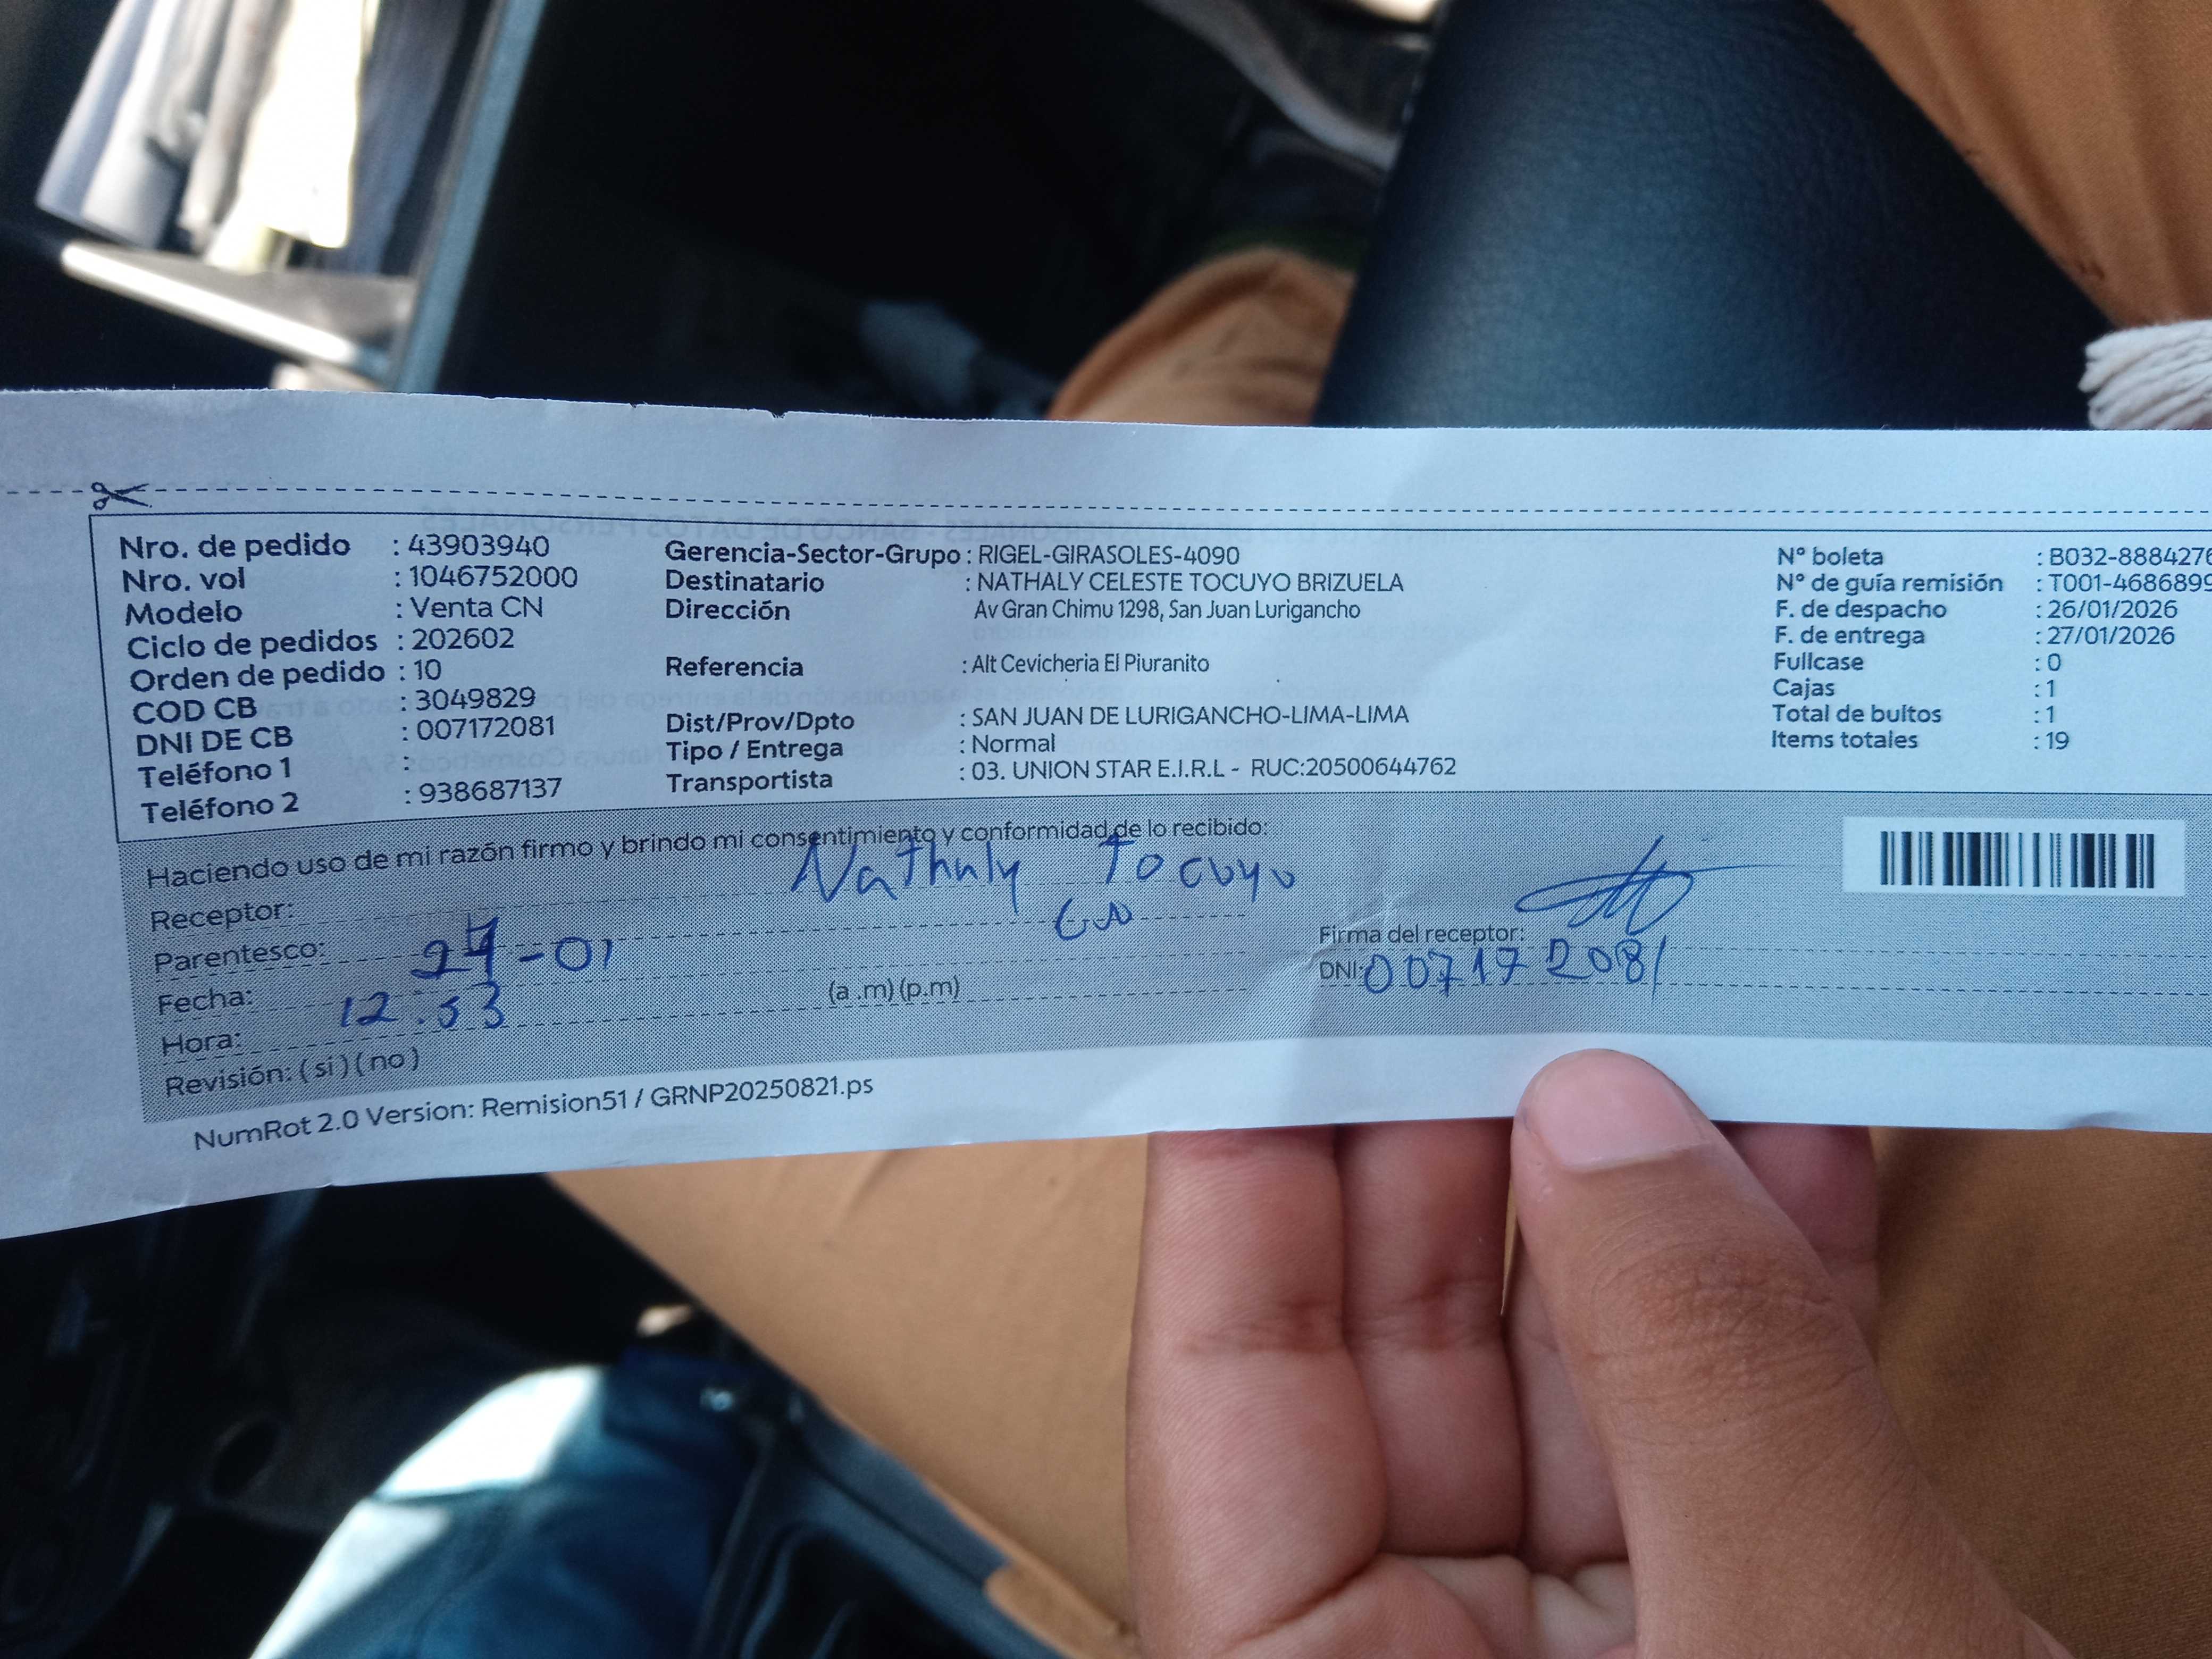 Nro. de pedido : 43903940
Nro. vol : 1046752000
Modelo : Venta CN
Ciclo de pedidos : 202602
Orden de pedido : 10
COD CB : 3049829
DNI DE CB : 007172081
Teléfono 1 :
Teléfono 2 : 938687137
Gerencia-Sector-Grupo : RIGEL-GIRASOLES-4090
Destinatario : NATHALY CELESTE TOCUYO BRIZUELA
Dirección Av Gran Chimu 1298, San Juan Lurigancho
Referencia : Alt Cevicheria El Piuranito
Dist/Prov/Dpto : SAN JUAN DE LURIGANCHO-LIMA-LIMA
Tipo / Entrega : Normal
Transportista : 03. UNION STAR E.I.R.L - RUC:20500644762
N° boleta : B032-8884276
N° de guía remisión : T001-4686899
F. de despacho : 26/01/2026
F. de entrega : 27/01/2026
Fullcase : 0
Cajas : 1
Total de bultos : 1
Items totales : 19
Haciendo uso de mi razón firmo y brindo mi consentimiento y conformidad de lo recibido:
Receptor: Nathaly Tocuyo
Parentesco:
Fecha: 27-01
Hora: 12:53 (a .m) (p.m)
Revisión: ( si ) ( no )
Firma del receptor:
DNI: 007172081
NumRot 2.0 Version: Remision51 / GRNP20250821.ps